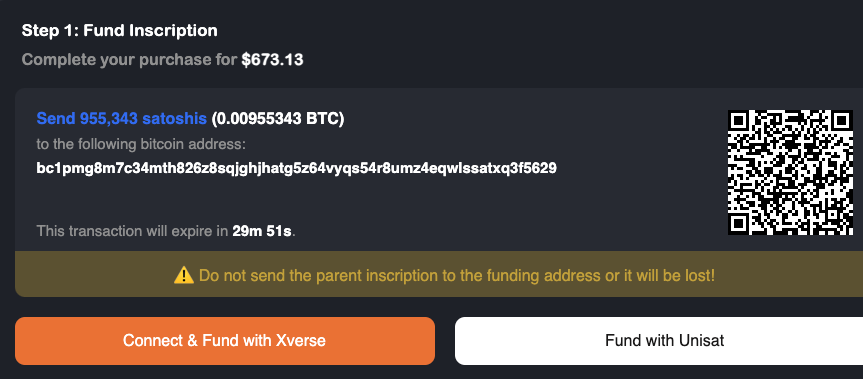 Step 1: Fund Inscription
Complete your purchase for $673.13
Send 955,343 satoshis (0.00955343 BTC)
to the following bitcoin address:
bc1pmg8m7c34mth826z8sqjghjhatg5z64vyqs54r8umz4eqwlssatxq3f5629
This transaction will expire in 29m 51s.
⚠️ Do not send the parent inscription to the funding address or it will be lost!
Connect & Fund with Xverse
Fund with Unisat